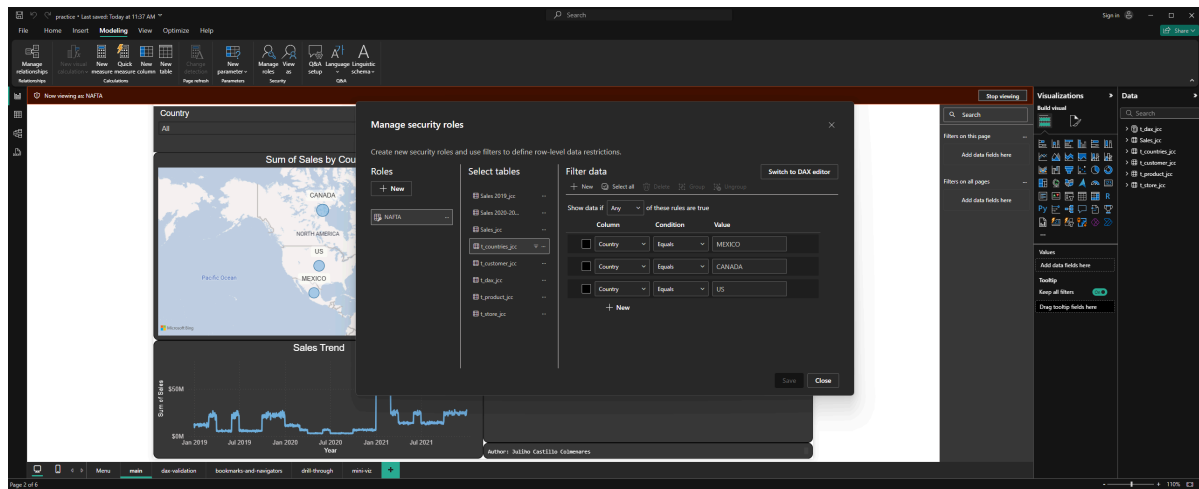 practice • Last saved: Today at 11:37 AM
Search
Sign in
File Home Insert Modeling View Optimize Help
Share
Manage relationships
New visual calculation
New measure
Quick measure
New column
New table
Change detection
New parameter
Manage roles
View as
Q&A setup
Language
Linguistic schema
Relationships
Calculations
Page refresh
Parameters
Security
Q&A
Now viewing as: NAFTA
Stop viewing
Country
All
Sum of Sales by Cou
CANADA
NORTH AMERICA
US
MEXICO
Pacific Ocean
Microsoft Bing
Sales Trend
Sum of Sales
$50M
$0M
Jan 2019 Jul 2019 Jan 2020 Jul 2020 Jan 2021 Jul 2021
Year
Author: Juliho Castillo Colmenares
Manage security roles
Create new security roles and use filters to define row-level data restrictions.
Roles
New
NAFTA
Select tables
Sales 2019_jcc
Sales 2020-20...
Sales_jcc
t_countries_jcc
t_customer_jcc
t_dax_jcc
t_product_jcc
t_store_jcc
Filter data
Switch to DAX editor
New Select all Delete Group Ungroup
Show data if Any of these rules are true
Column Condition Value
Country Equals MEXICO
Country Equals CANADA
Country Equals US
New
Save Close
Search
Filters on this page
Add data fields here
Filters on all pages
Add data fields here
Visualizations
Build visual
Values
Add data fields here
Tooltip
Keep all filters
On
Drag tooltip fields here
Data
Search
t_dax_jcc
Sales_jcc
t_countries_jcc
t_customer_jcc
t_product_jcc
t_store_jcc
Menu main dax-validation bookmarks-and-navigators drill-through mini-viz
Page 2 of 6
110%